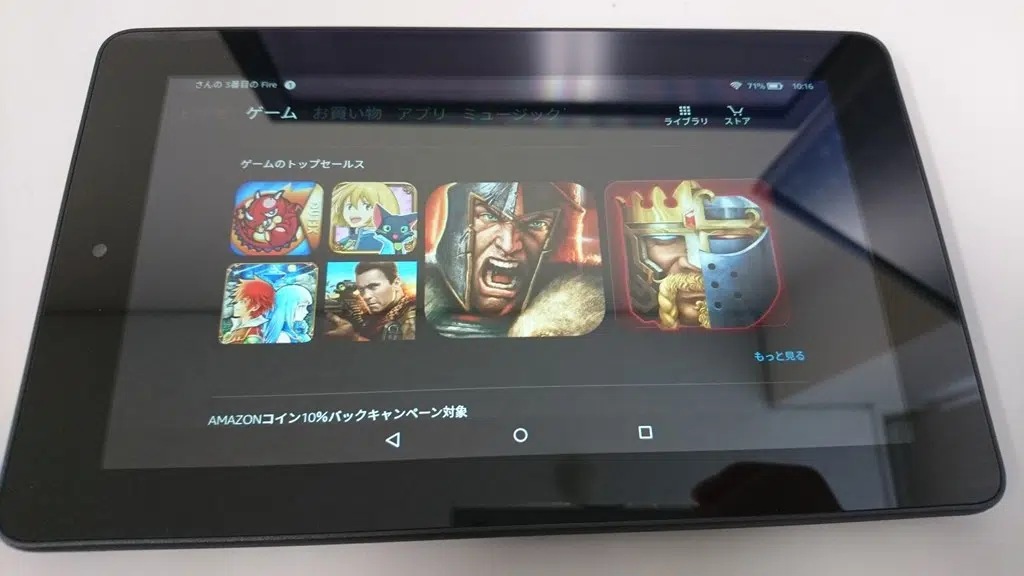 さんの 3番目の Fire 1 71% 10:16
ゲーム お買い物 アプリ ミュージック
ライブラリ ストア
ゲームのトップセールス
もっと見る
AMAZONコイン10%バックキャンペーン対象